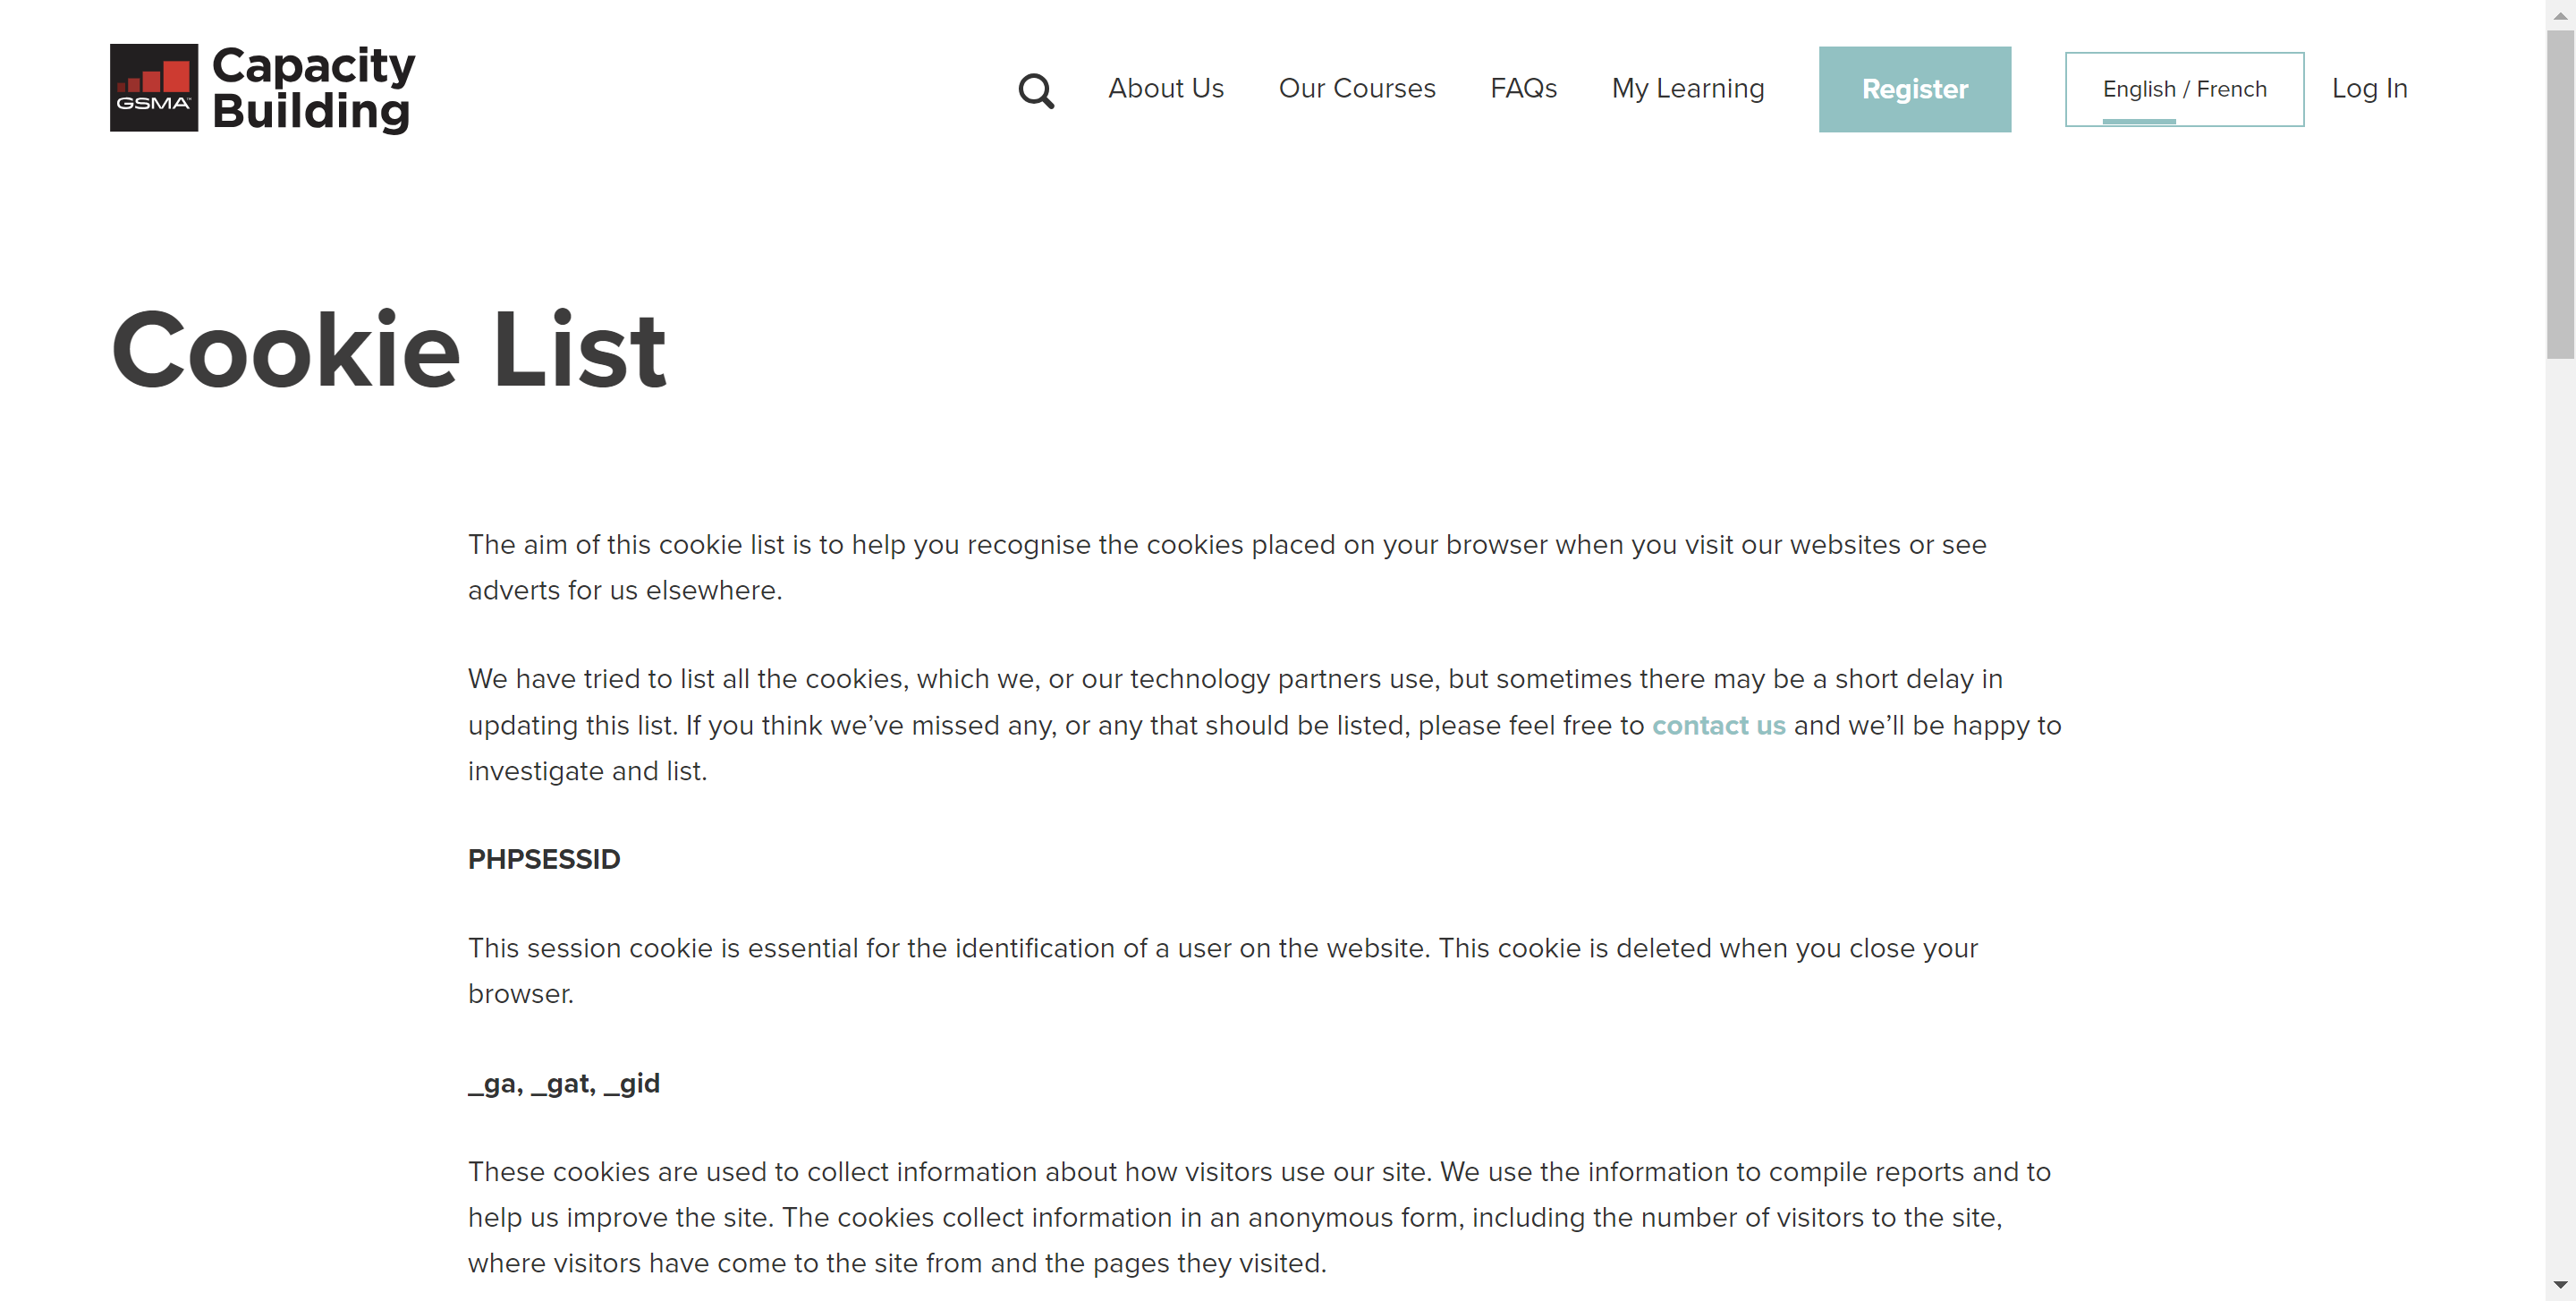 GSMA™
Capacity
Building
About Us
Our Courses
FAQs
My Learning
Register
English / French
Log In
Cookie List
The aim of this cookie list is to help you recognise the cookies placed on your browser when you visit our websites or see
adverts for us elsewhere.
We have tried to list all the cookies, which we, or our technology partners use, but sometimes there may be a short delay in
updating this list. If you think we’ve missed any, or any that should be listed, please feel free to contact us and we’ll be happy to
investigate and list.
PHPSESSID
This session cookie is essential for the identification of a user on the website. This cookie is deleted when you close your
browser.
_ga, _gat, _gid
These cookies are used to collect information about how visitors use our site. We use the information to compile reports and to
help us improve the site. The cookies collect information in an anonymous form, including the number of visitors to the site,
where visitors have come to the site from and the pages they visited.